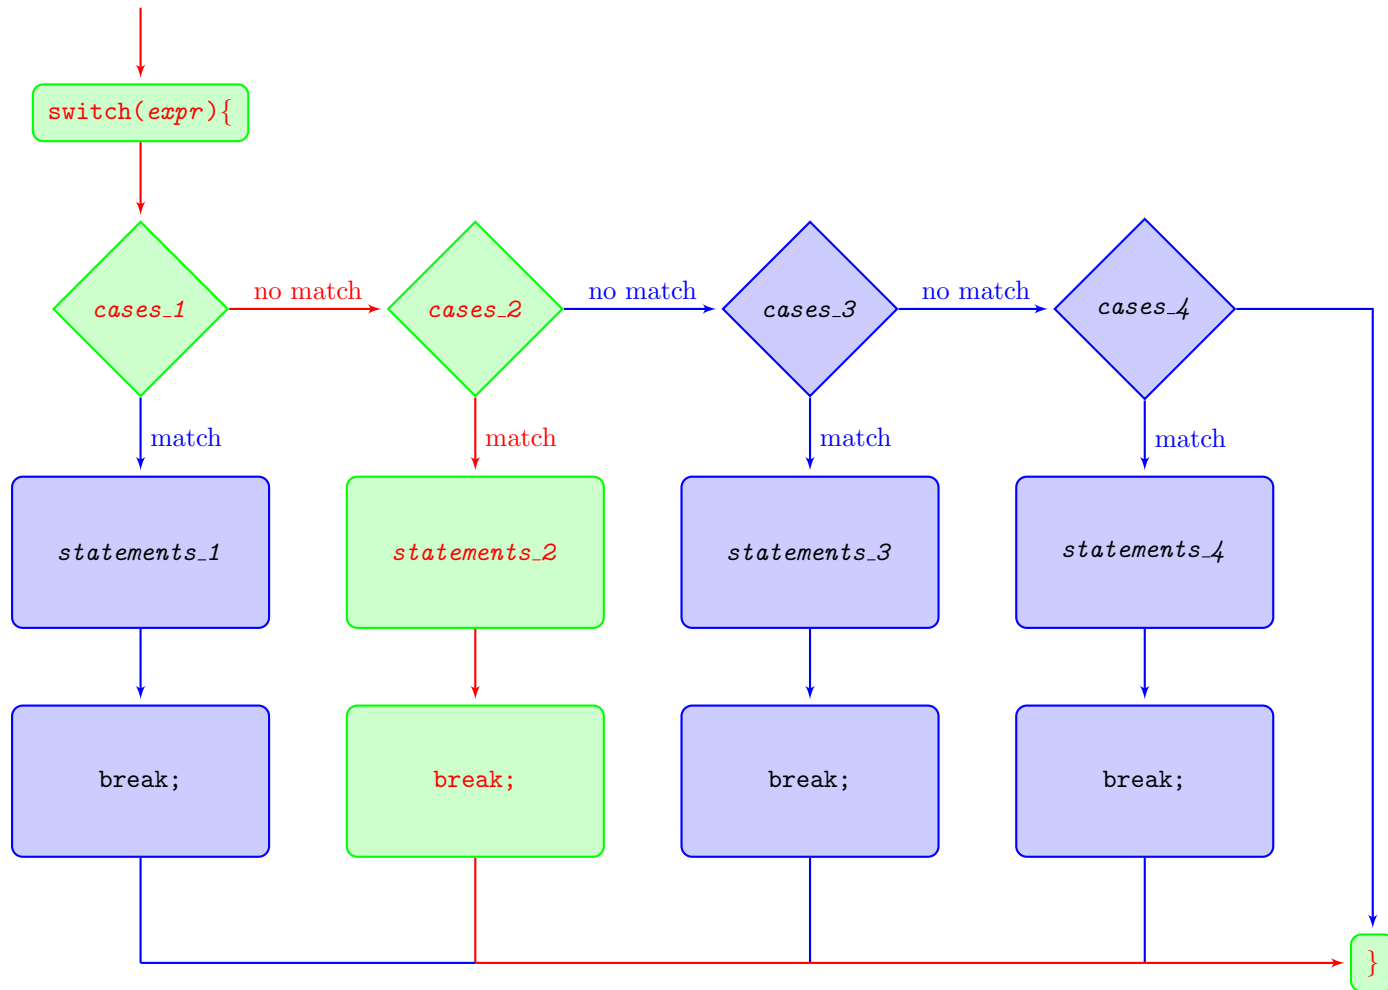 switch(expr){
cases_1
no match
cases_2
no match
cases_3
no match
cases_4
match
match
match
match
statements_1
statements_2
statements_3
statements_4
break;
break;
break;
break;
}